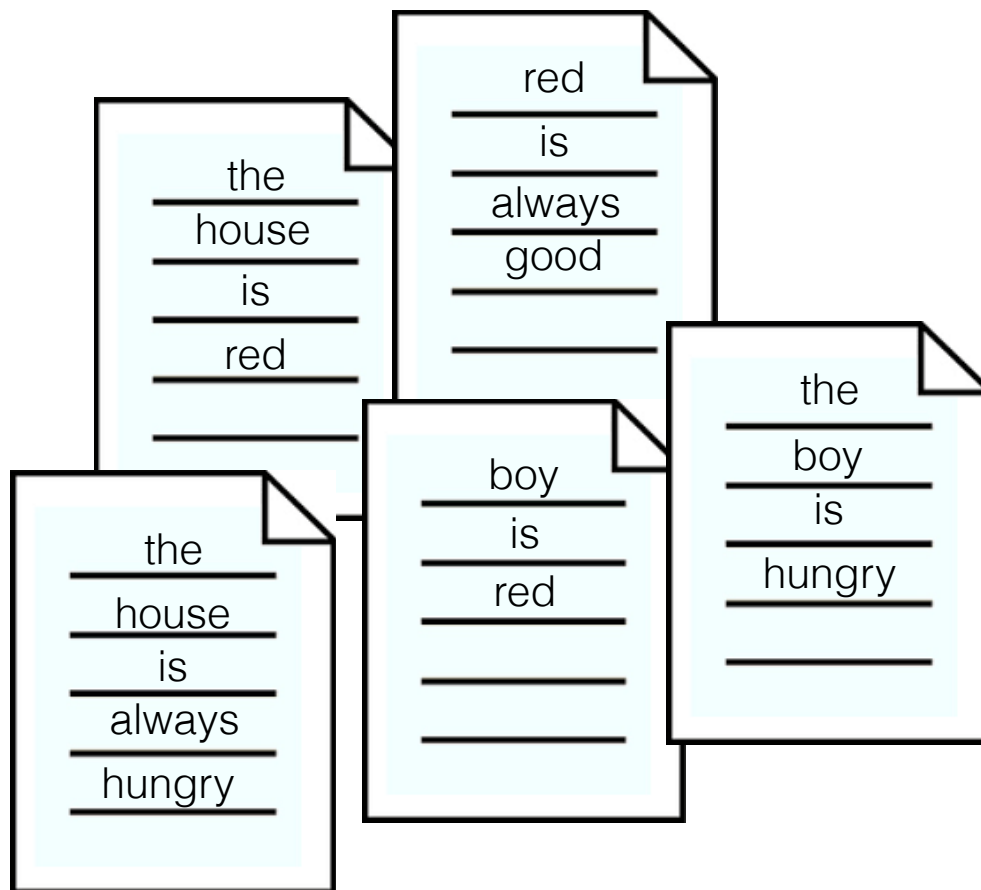 the
house
is
red
red
is
always
good
the
house
is
always
hungry
boy
is
red
the
boy
is
hungry